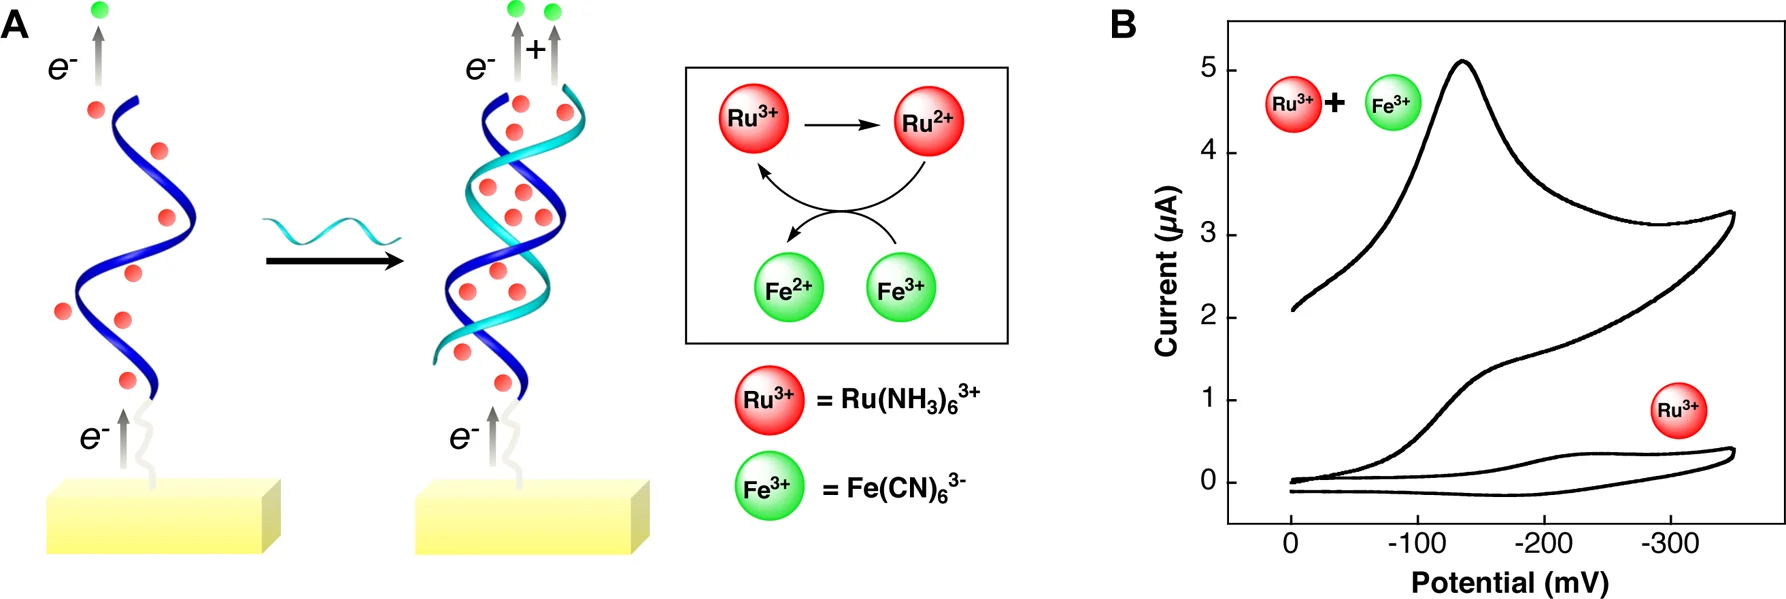 A
e-
e-
+
e-
e-
Ru3+
Ru2+
Fe2+
Fe3+
Ru3+ = Ru(NH3)63+
Fe3+ = Fe(CN)63-
B
Ru3+ + Fe3+
Ru3+
Current (µA)
5
4
3
2
1
0
0 -100 -200 -300
Potential (mV)